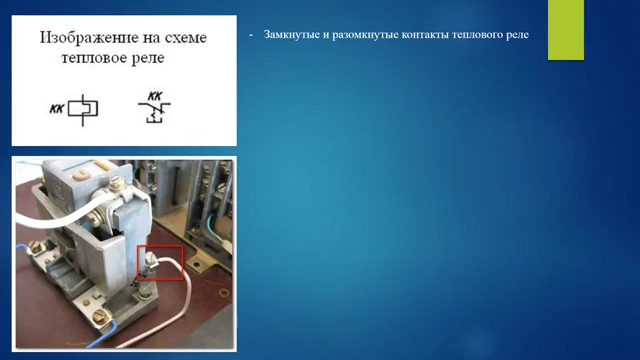 Изображение на схеме
тепловое реле
КК
КК
- Замкнутые и разомкнутые контакты теплового реле